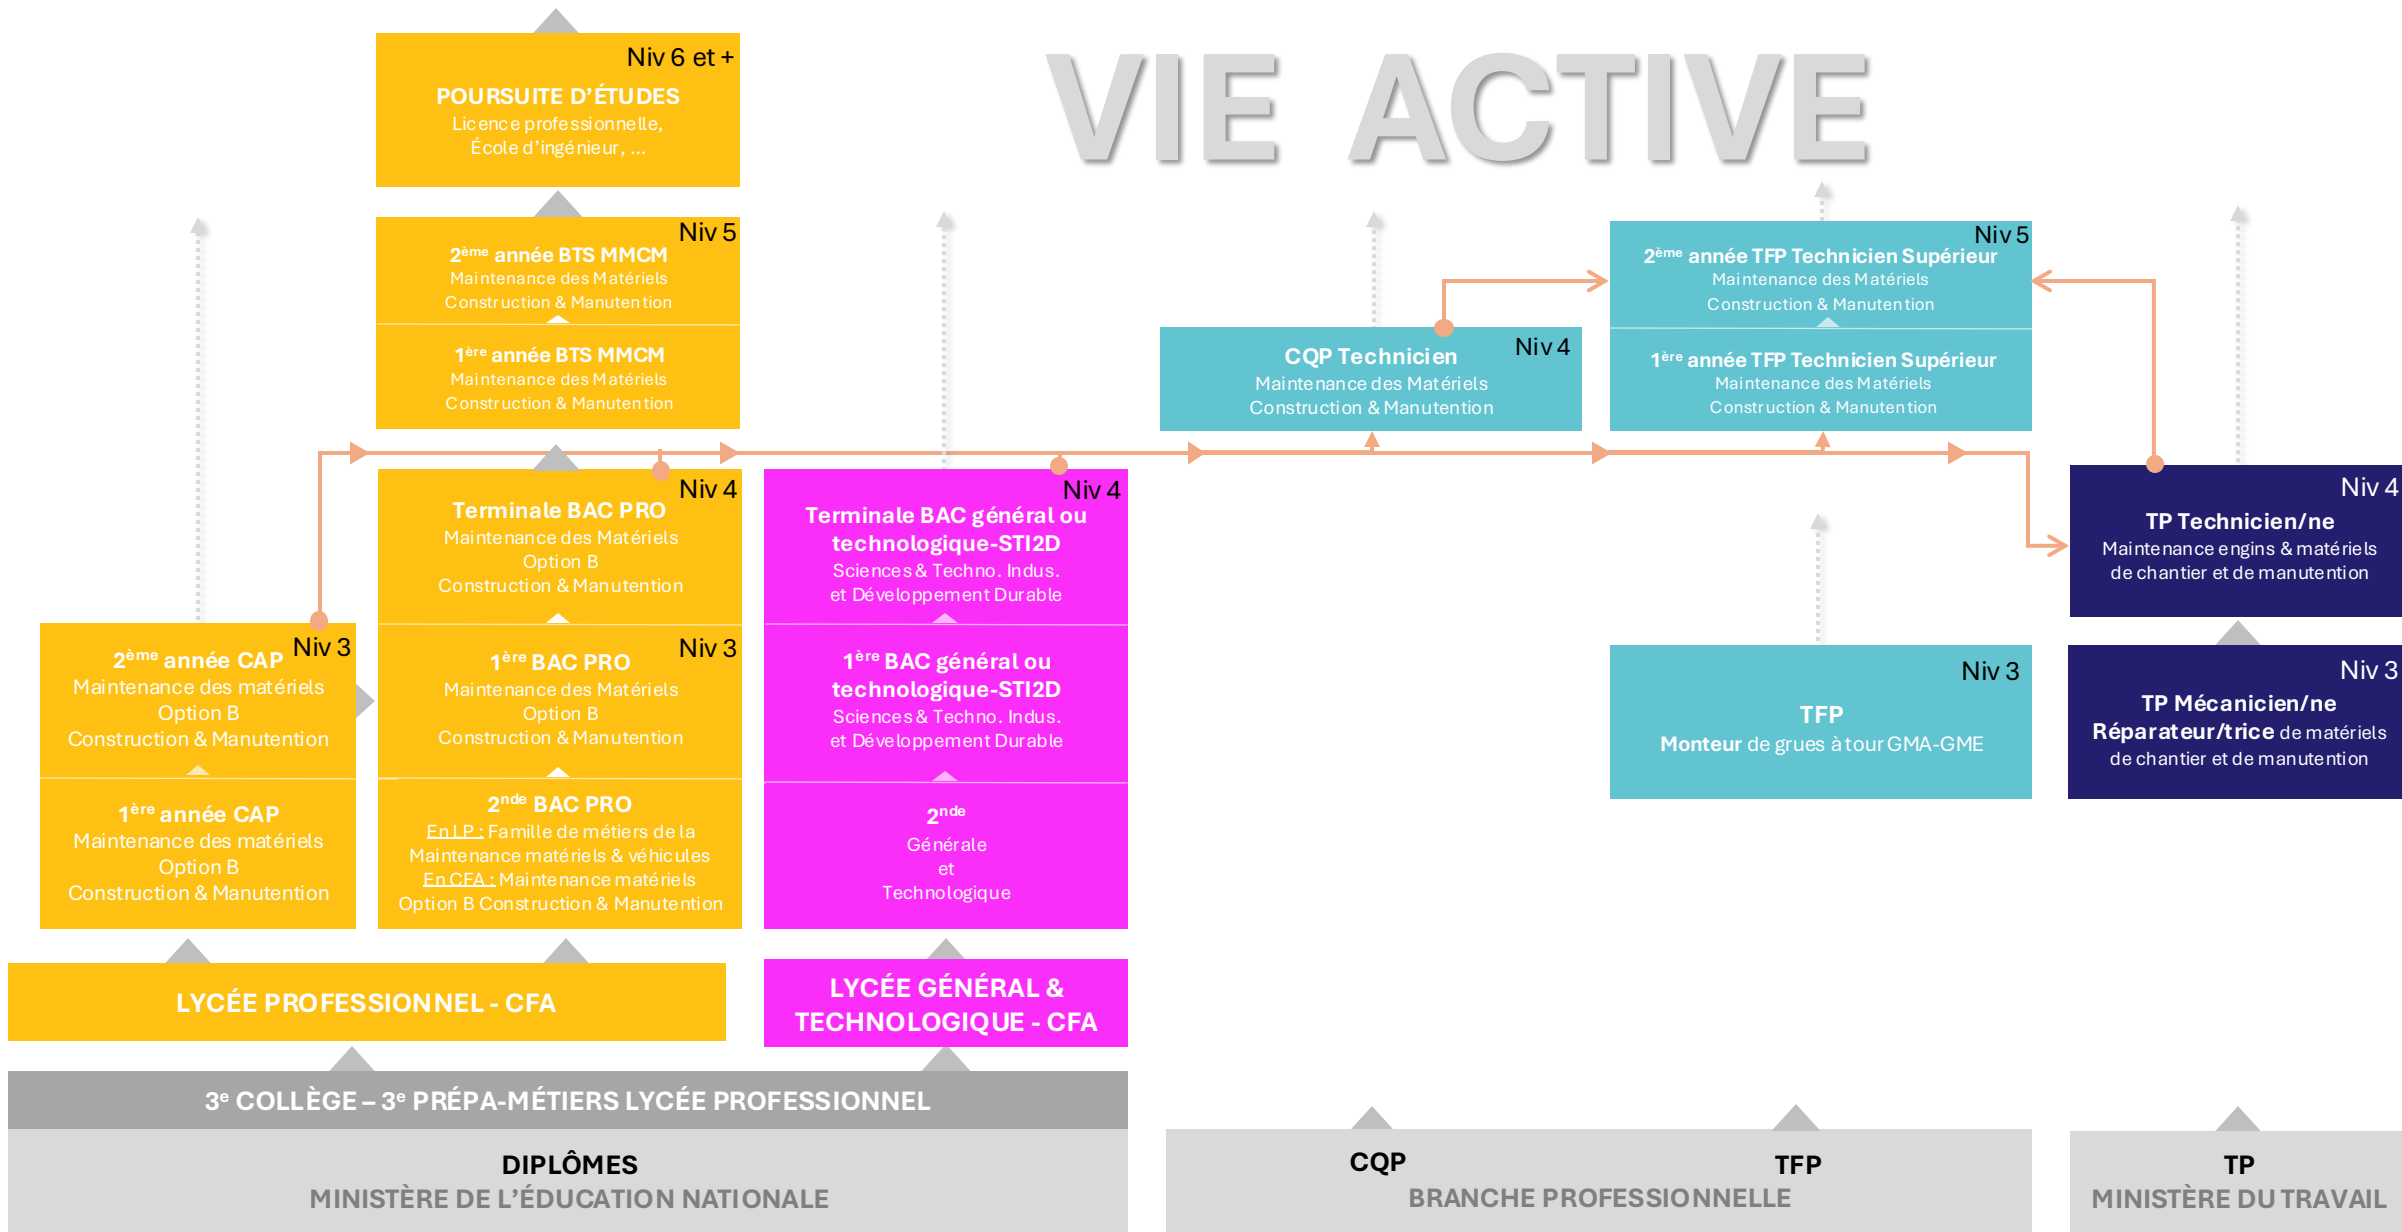 VIE ACTIVE
Niv 6 et +
POURSUITE D'ÉTUDES
Licence professionnelle,
École d'ingénieur, ...
Niv 5
2ème année BTS MMCM
Maintenance des Matériels
Construction & Manutention
1ère année BTS MMCM
Maintenance des Matériels
Construction & Manutention
Niv 4
CQP Technicien
Maintenance des Matériels
Construction & Manutention
Niv 5
2ème année TFP Technicien Supérieur
Maintenance des Matériels
Construction & Manutention
1ère année TFP Technicien Supérieur
Maintenance des Matériels
Construction & Manutention
Niv 3
2ème année CAP
Maintenance des matériels
Option B
Construction & Manutention
1ère année CAP
Maintenance des matériels
Option B
Construction & Manutention
Niv 4
Terminale BAC PRO
Maintenance des Matériels
Option B
Construction & Manutention
Niv 3
1ère BAC PRO
Maintenance des Matériels
Option B
Construction & Manutention
2nde BAC PRO
En LP : Famille de métiers de la
Maintenance matériels & véhicules
En CFA : Maintenance matériels
Option B Construction & Manutention
Niv 4
Terminale BAC général ou
technologique-STI2D
Sciences & Techno. Indus.
et Développement Durable
1ère BAC général ou
technologique-STI2D
Sciences & Techno. Indus.
et Développement Durable
2nde
Générale
et
Technologique
Niv 3
TFP
Monteur de grues à tour GMA-GME
Niv 4
TP Technicien/ne
Maintenance engins & matériels
de chantier et de manutention
Niv 3
TP Mécanicien/ne
Réparateur/trice de matériels
de chantier et de manutention
LYCÉE PROFESSIONNEL - CFA
LYCÉE GÉNÉRAL &
TECHNOLOGIQUE - CFA
3e COLLÈGE – 3e PRÉPA-MÉTIERS LYCÉE PROFESSIONNEL
DIPLÔMES
MINISTÈRE DE L'ÉDUCATION NATIONALE
CQP
TFP
BRANCHE PROFESSIONNELLE
TP
MINISTÈRE DU TRAVAIL